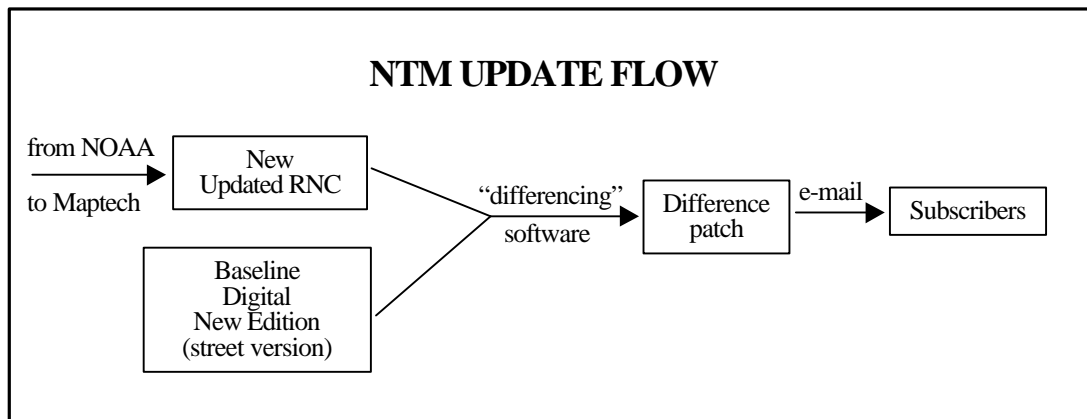 NTM UPDATE FLOW
from NOAA
to Maptech
New
Updated RNC
Baseline
Digital
New Edition
(street version)
“differencing”
software
Difference
patch
e-mail
Subscribers